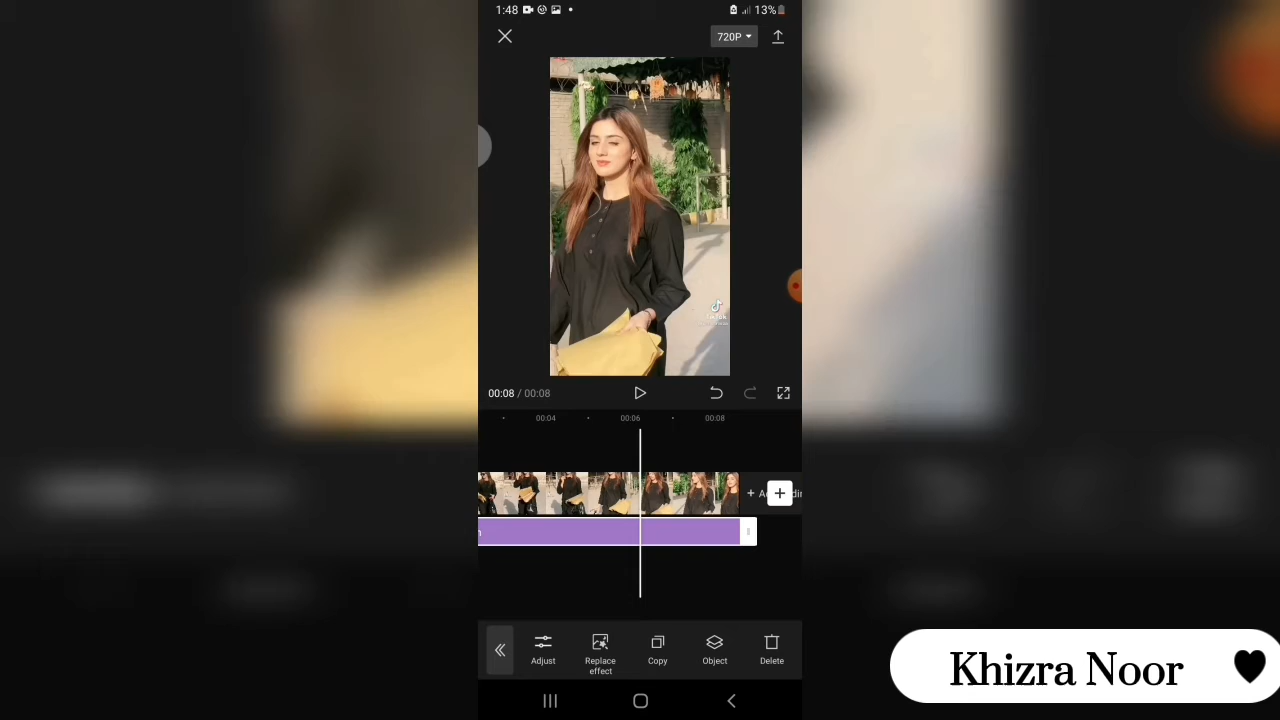 1:48
13%
720P
TikTok
00:08 / 00:08
00:04
00:06
00:08
+
Adjust
Replace
effect
Copy
Object
Delete
Khizra Noor